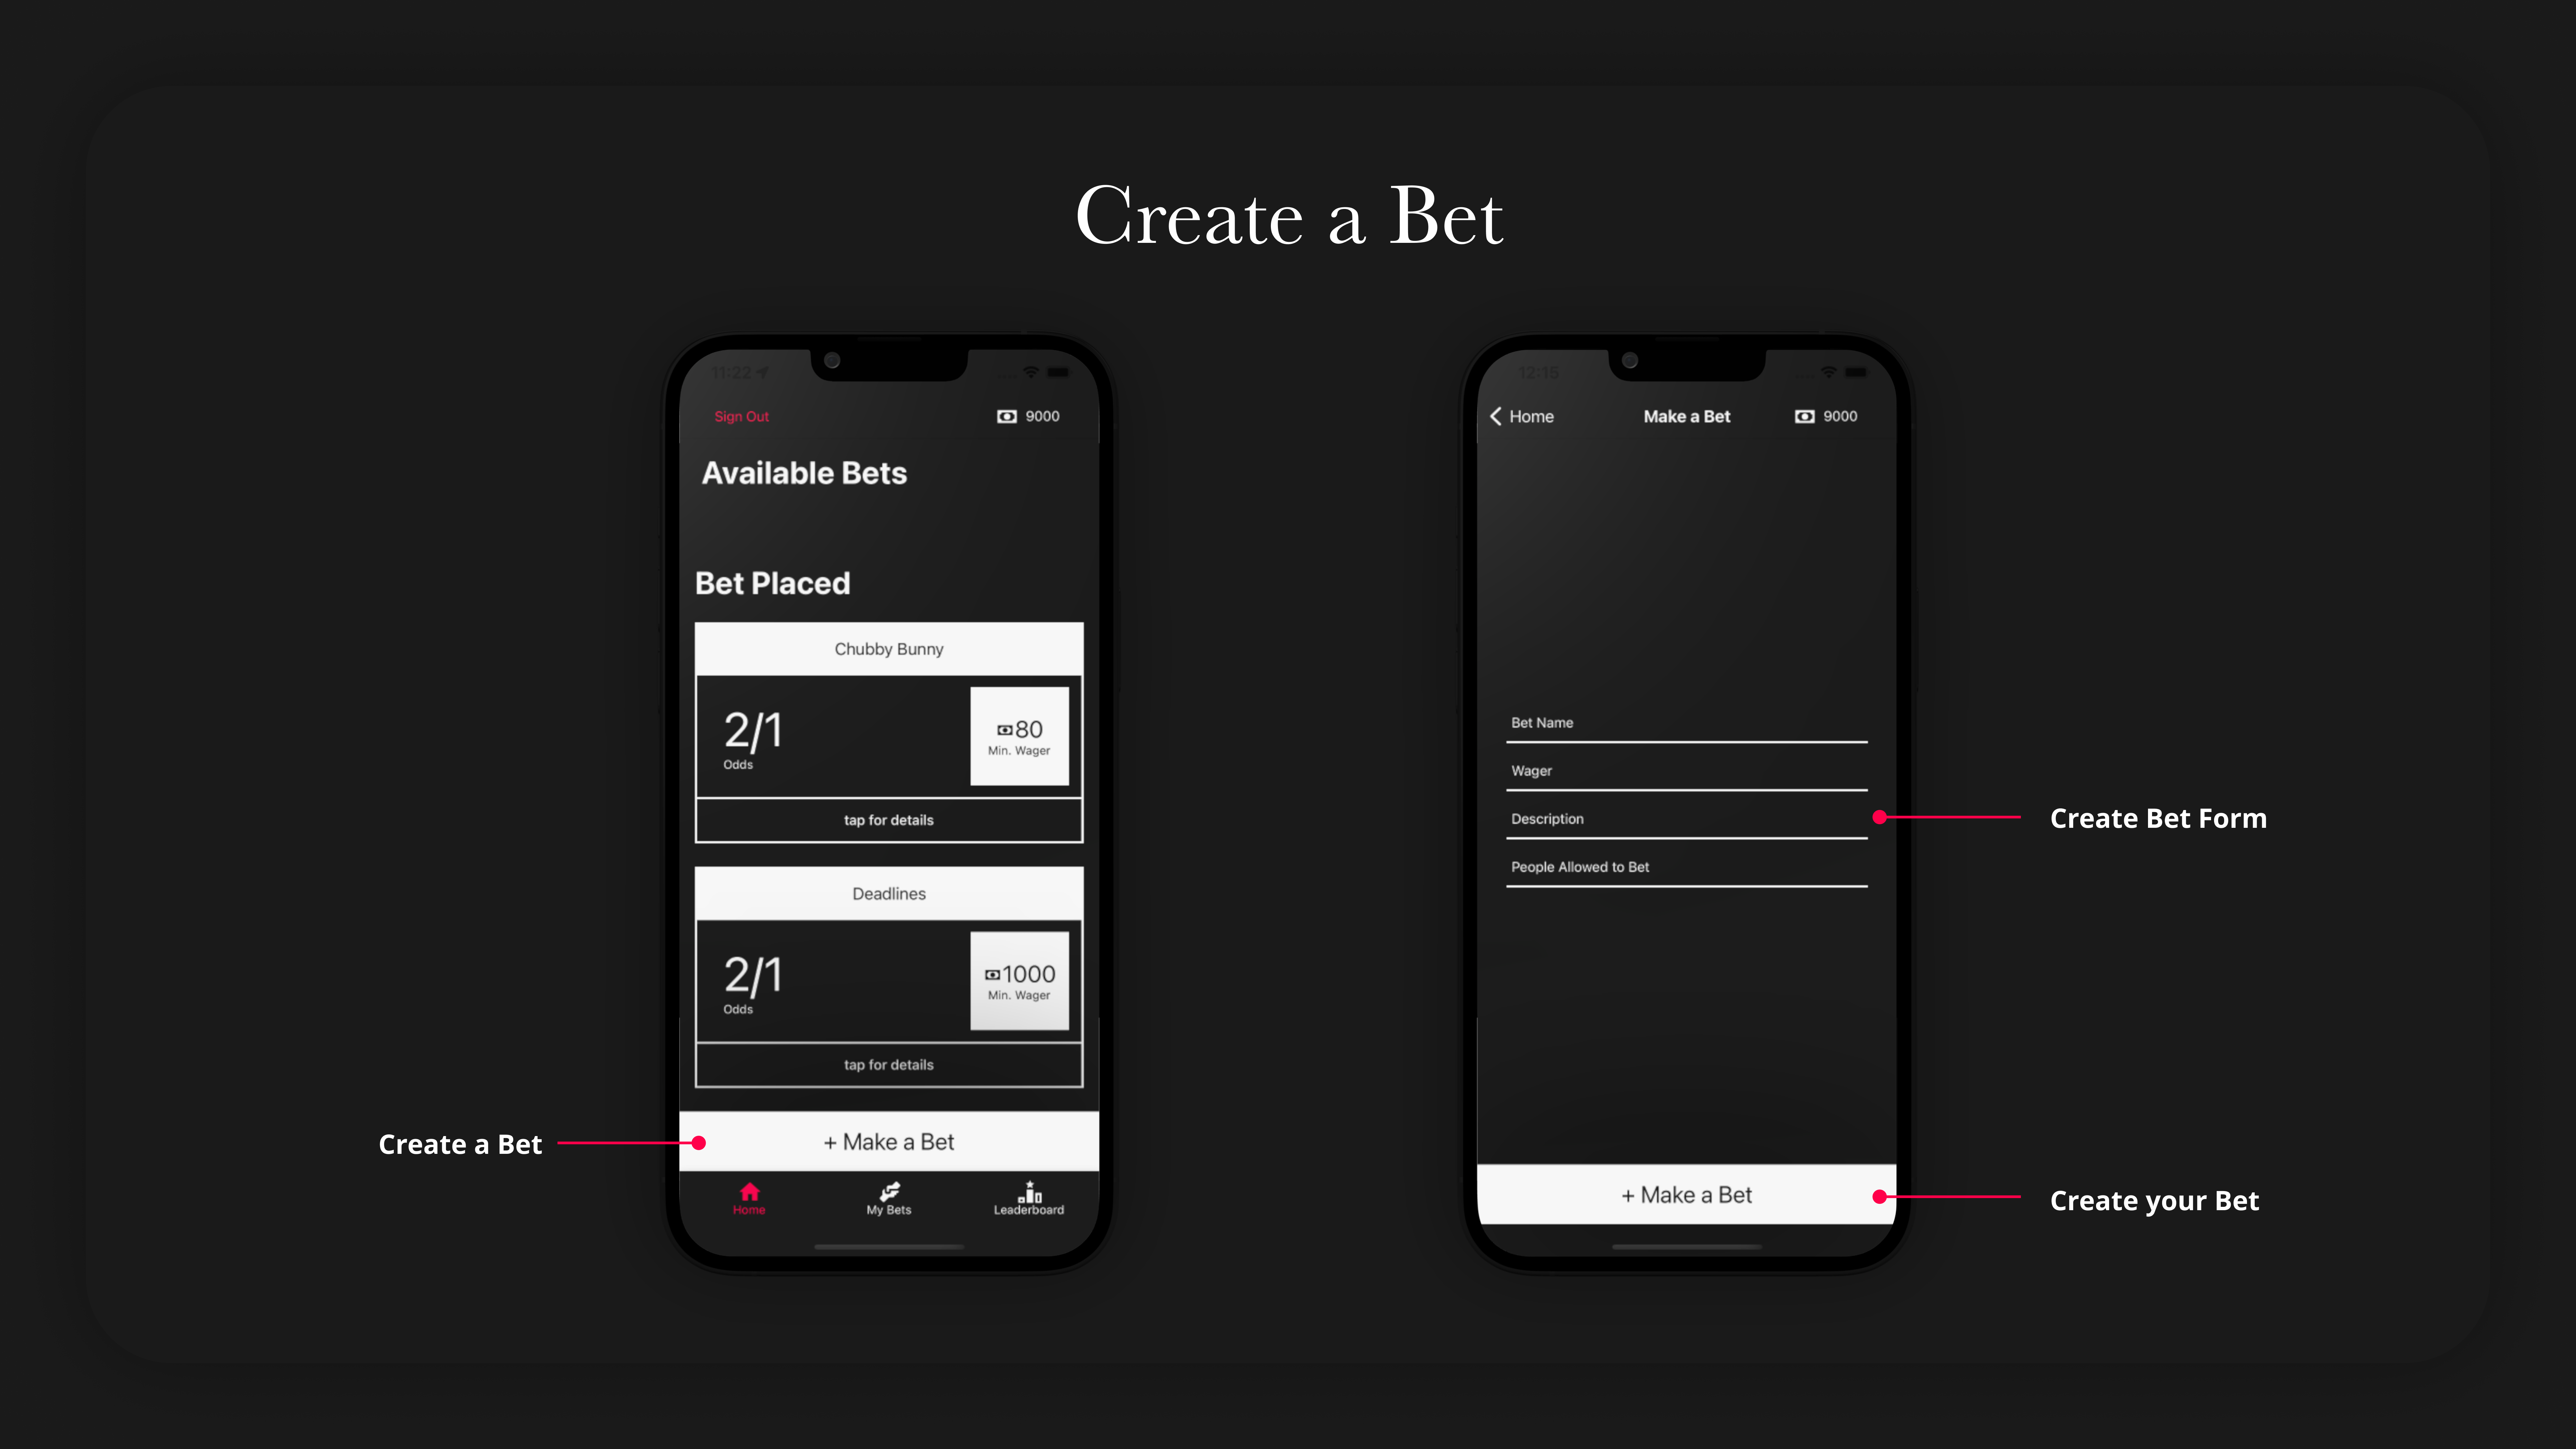 Create a Bet
11:22
Sign Out
9000
Available Bets
Bet Placed
Chubby Bunny
2/1
Odds
80
Min. Wager
tap for details
Deadlines
2/1
Odds
1000
Min. Wager
tap for details
Create a Bet
+ Make a Bet
Home
My Bets
Leaderboard
12:15
Home
Make a Bet
9000
Bet Name
Wager
Description
People Allowed to Bet
Create Bet Form
+ Make a Bet
Create your Bet